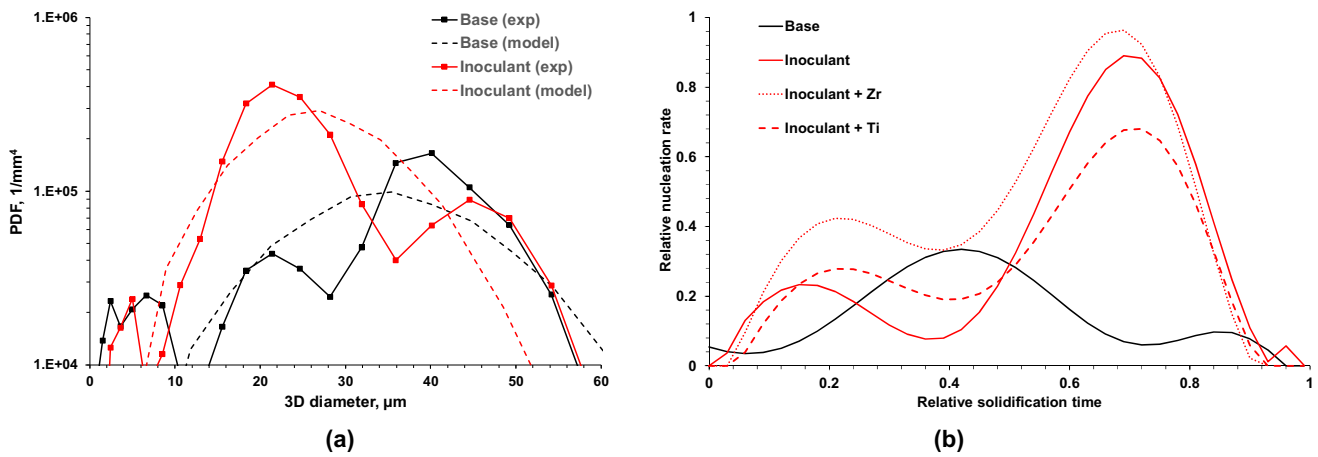 1.E+06
1.E+05
1.E+04
PDF, 1/mm⁴
Base (exp)
Base (model)
Inoculant (exp)
Inoculant (model)
0 10 20 30 40 50 60
3D diameter, µm
(a)
1
0.8
0.6
0.4
0.2
0
Relative nucleation rate
Base
Inoculant
Inoculant + Zr
Inoculant + Ti
0 0.2 0.4 0.6 0.8 1
Relative solidification time
(b)